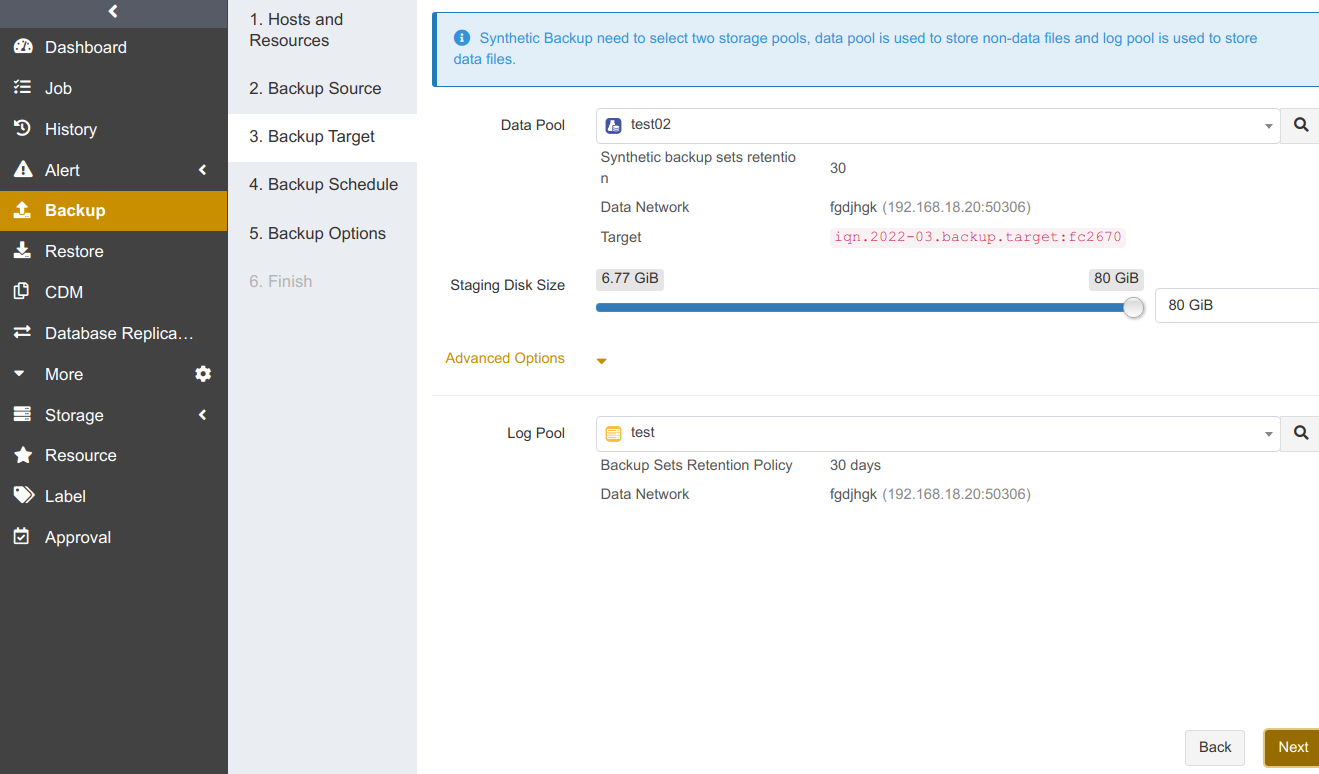 Dashboard
Job
History
Alert
Backup
Restore
CDM
Database Replica…
More
Storage
Resource
Label
Approval
1. Hosts and
Resources
2. Backup Source
3. Backup Target
4. Backup Schedule
5. Backup Options
6. Finish
Synthetic Backup need to select two storage pools, data pool is used to store non-data files and log pool is used to store
data files.
Data Pool
test02
Synthetic backup sets retentio
n
30
Data Network
fgdjhgk (192.168.18.20:50306)
Target
iqn.2022-03.backup.target:fc2670
Staging Disk Size
6.77 GiB
80 GiB
80 GiB
Advanced Options
Log Pool
test
Backup Sets Retention Policy
30 days
Data Network
fgdjhgk (192.168.18.20:50306)
Back
Next